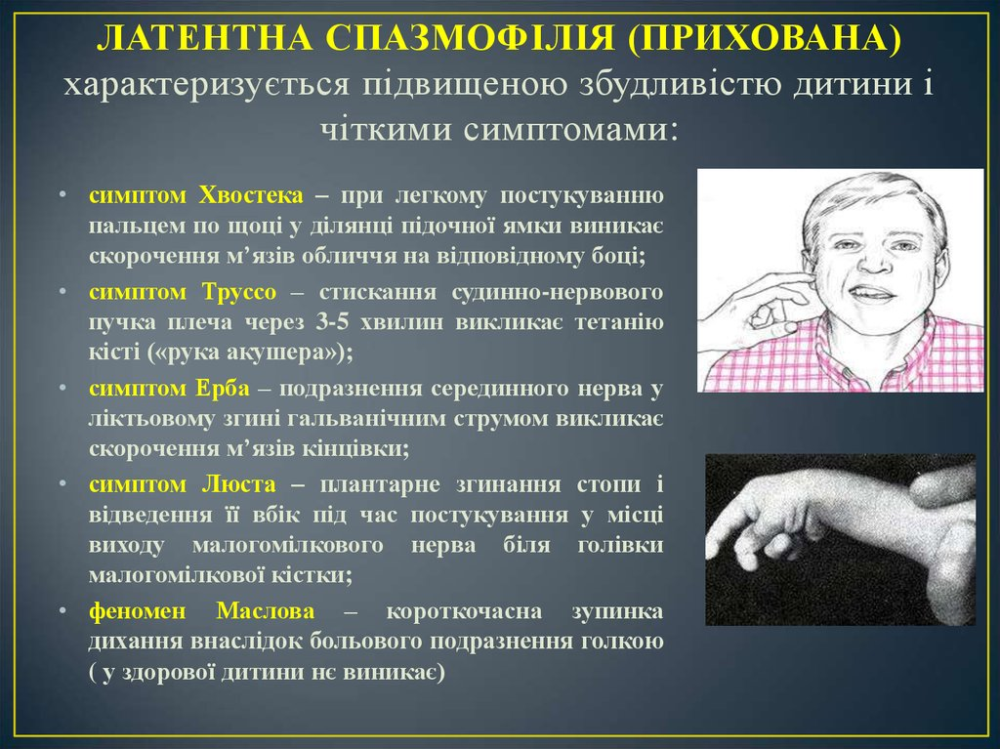 ЛАТЕНТНА СПАЗМОФІЛІЯ (ПРИХОВАНА)
характеризується підвищеною збудливістю дитини і
чіткими симптомами:
• симптом Хвостека – при легкому постукуванню
пальцем по щоці у ділянці підочної ямки виникає
скорочення м’язів обличчя на відповідному боці;
• симптом Труссо – стискання судинно-нервового
пучка плеча через 3-5 хвилин викликає тетанію
кісті («рука акушера»);
• симптом Ерба – подразнення серединного нерва у
ліктьовому згині гальванічним струмом викликає
скорочення м’язів кінцівки;
• симптом Люста – плантарне згинання стопи і
відведення її вбік під час постукування у місці
виходу малогомілкового нерва біля голівки
малогомілкової кістки;
• феномен Маслова – короткочасна зупинка
дихання внаслідок больового подразнення голкою
( у здорової дитини нє виникає)